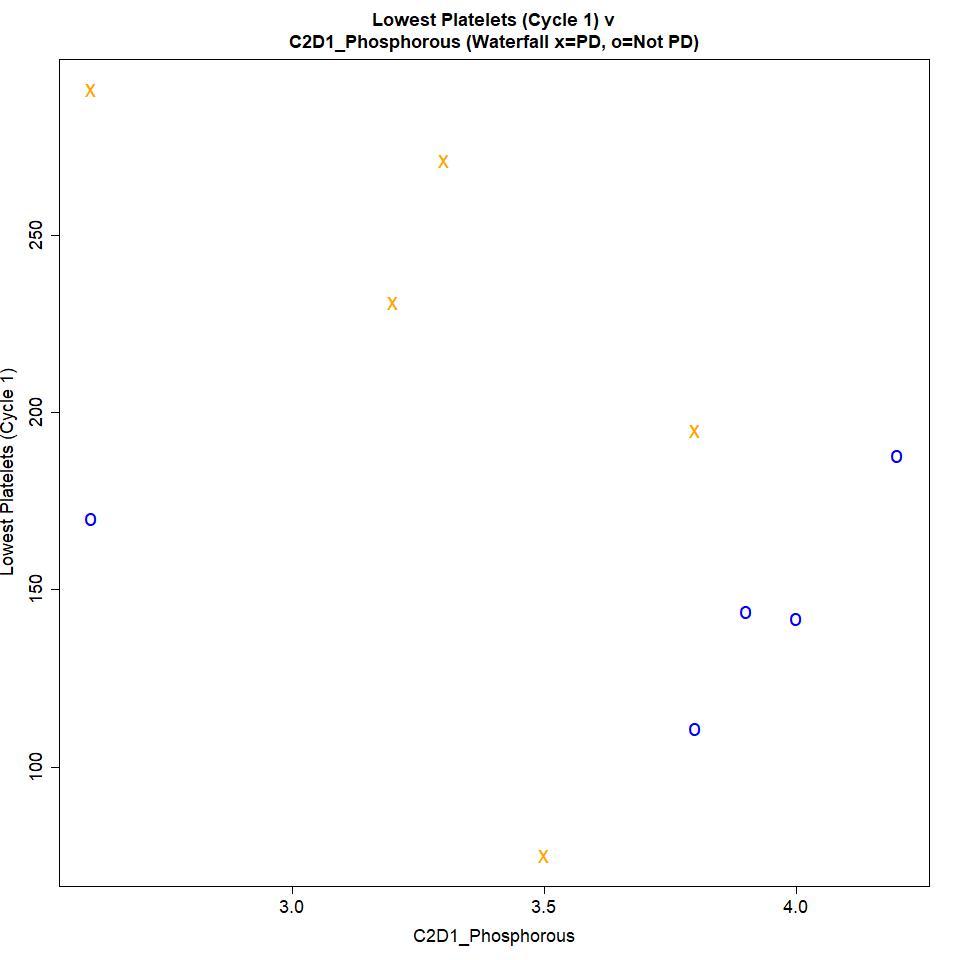 Lowest Platelets (Cycle 1) v
C2D1_Phosphorous (Waterfall x=PD, o=Not PD)
Lowest Platelets (Cycle 1)
250
200
150
100
x
x
x
x
o
o
o
o
o
x
3.0
3.5
4.0
C2D1_Phosphorous